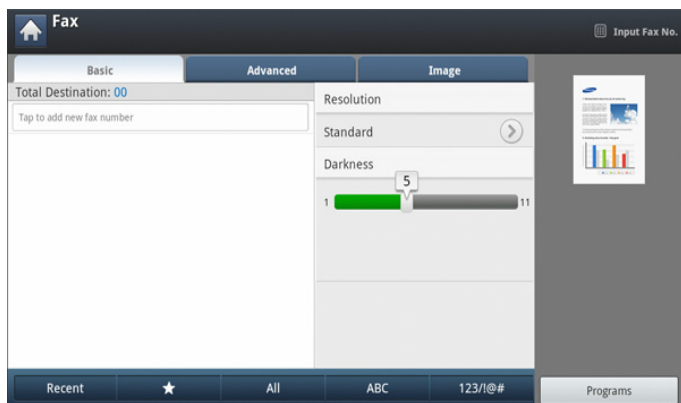 Fax
Input Fax No.
Basic
Advanced
Image
Total Destination: 00
Tap to add new fax number
Resolution
Standard
Darkness
5
1
11
Recent
All
ABC
123/!@#
Programs